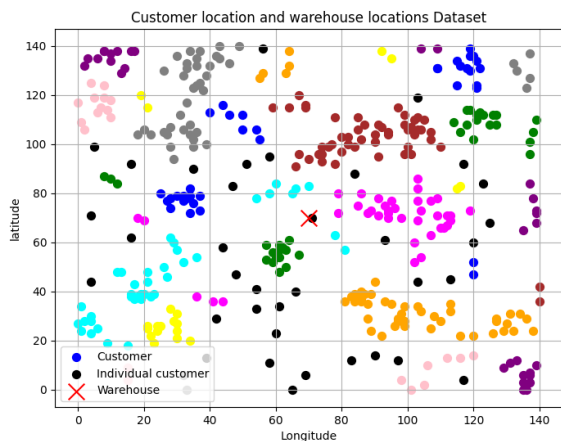 Customer location and warehouse locations Dataset
140
120
100
80
60
40
20
0
latitude
Customer
Individual customer
Warehouse
0 20 40 60 80 100 120 140
Longitude